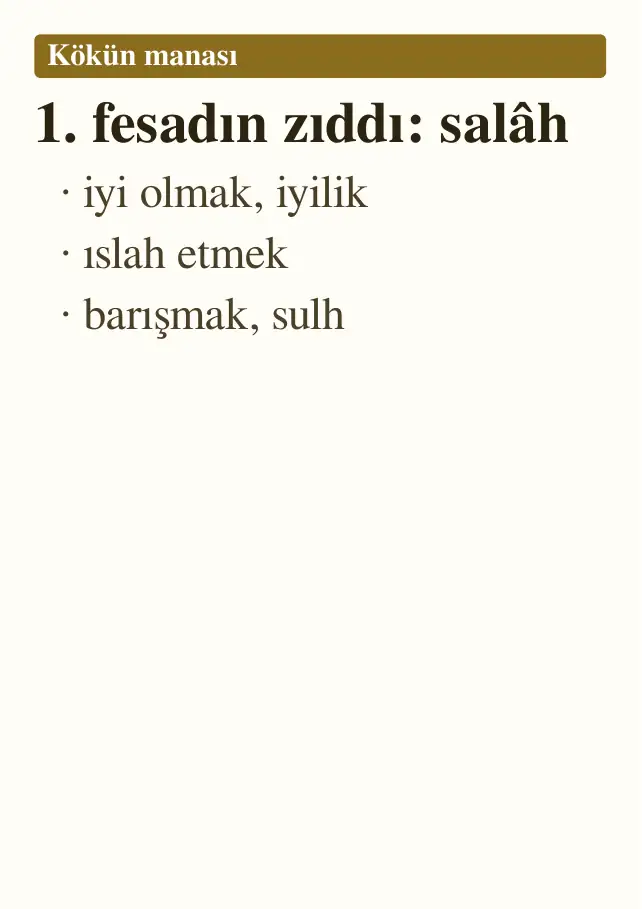 Kökün manası
1. fesadın zıddı: salâh
· iyi olmak, iyilik
· ıslah etmek
· barışmak, sulh